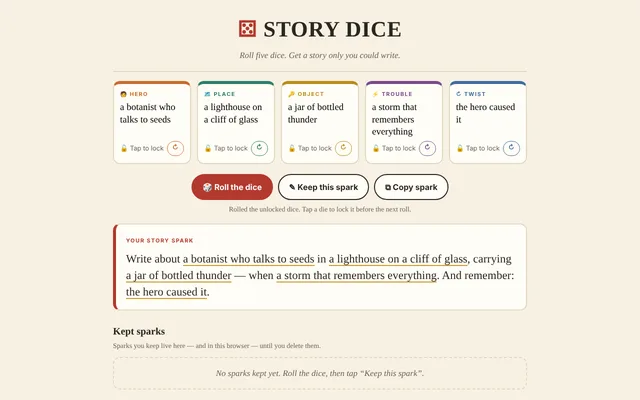 STORY DICE
Roll five dice. Get a story only you could write.
HERO
a botanist who
talks to seeds
Tap to lock
PLACE
a lighthouse on
a cliff of glass
Tap to lock
OBJECT
a jar of bottled
thunder
Tap to lock
TROUBLE
a storm that
remembers
everything
Tap to lock
TWIST
the hero caused
it
Tap to lock
Roll the dice
Keep this spark
Copy spark
Rolled the unlocked dice. Tap a die to lock it before the next roll.
YOUR STORY SPARK
Write about a botanist who talks to seeds in a lighthouse on a cliff of glass, carrying
a jar of bottled thunder — when a storm that remembers everything. And remember:
the hero caused it.
Kept sparks
Sparks you keep live here — and in this browser — until you delete them.
No sparks kept yet. Roll the dice, then tap “Keep this spark”.